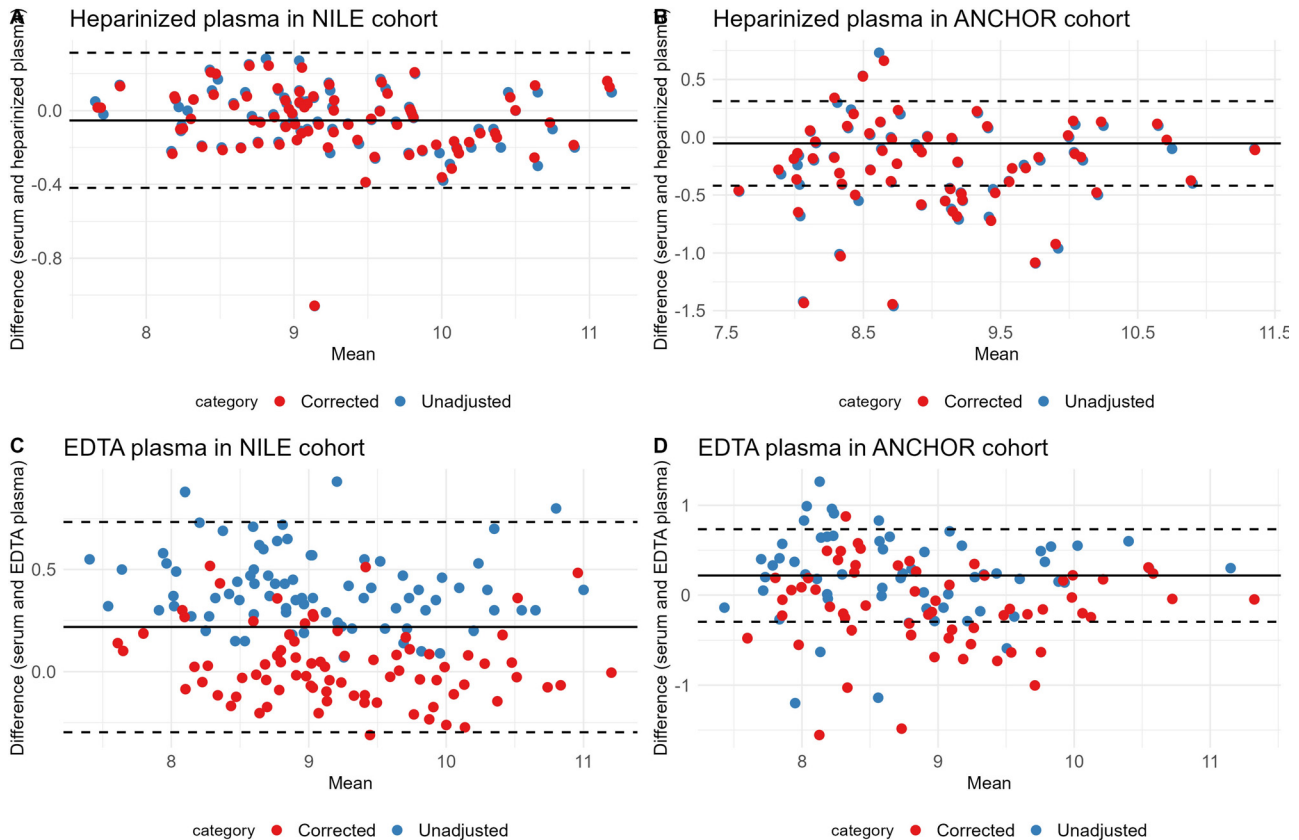 A Heparinized plasma in NILE cohort
Difference (serum and heparinized plasma)
0.0
-0.4
-0.8
8 9 10 11
Mean
category Corrected Unadjusted
B Heparinized plasma in ANCHOR cohort
Difference (serum and heparinized plasma)
0.5
0.0
-0.5
-1.0
-1.5
7.5 8.5 9.5 10.5 11.5
Mean
category Corrected Unadjusted
C EDTA plasma in NILE cohort
Difference (serum and EDTA plasma)
0.5
0.0
8 9 10 11
Mean
category Corrected Unadjusted
D EDTA plasma in ANCHOR cohort
Difference (serum and EDTA plasma)
1
0
-1
8 9 10 11
Mean
category Corrected Unadjusted